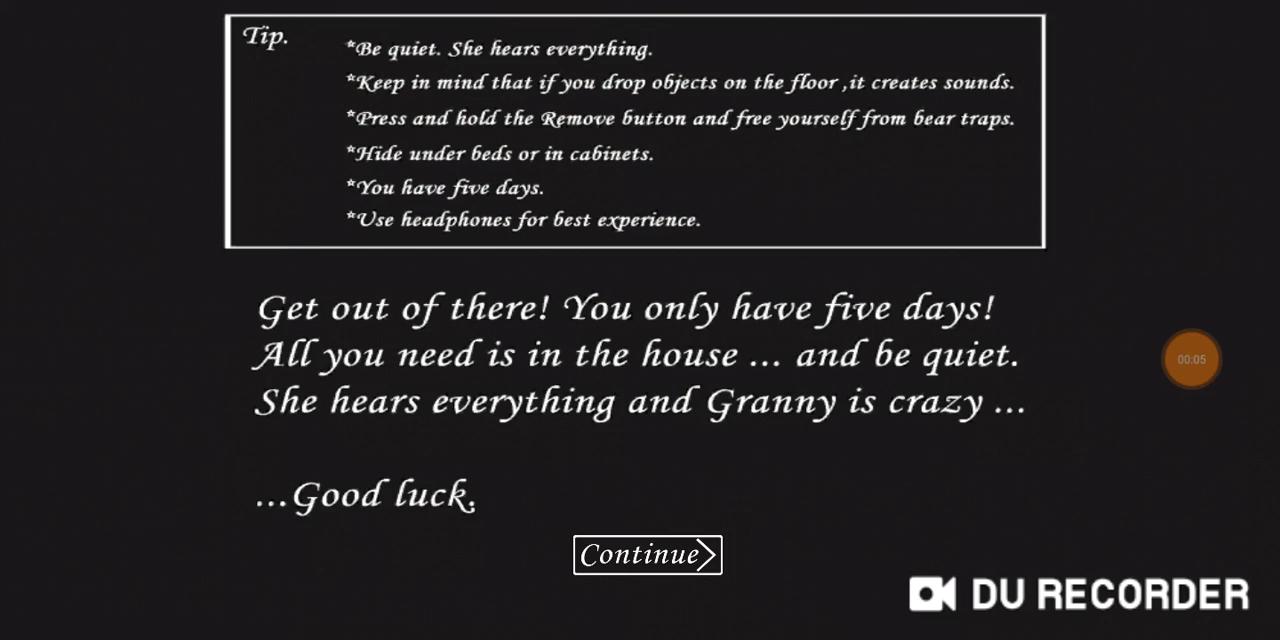 Tip.
*Be quiet. She hears everything.
*Keep in mind that if you drop objects on the floor ,it creates sounds.
*Press and hold the Remove button and free yourself from bear traps.
*Hide under beds or in cabinets.
*You have five days.
*Use headphones for best experience.
Get out of there! You only have five days!
All you need is in the house ... and be quiet.
She hears everything and Granny is crazy ...
...Good luck.
Continue
00:05
DU RECORDER